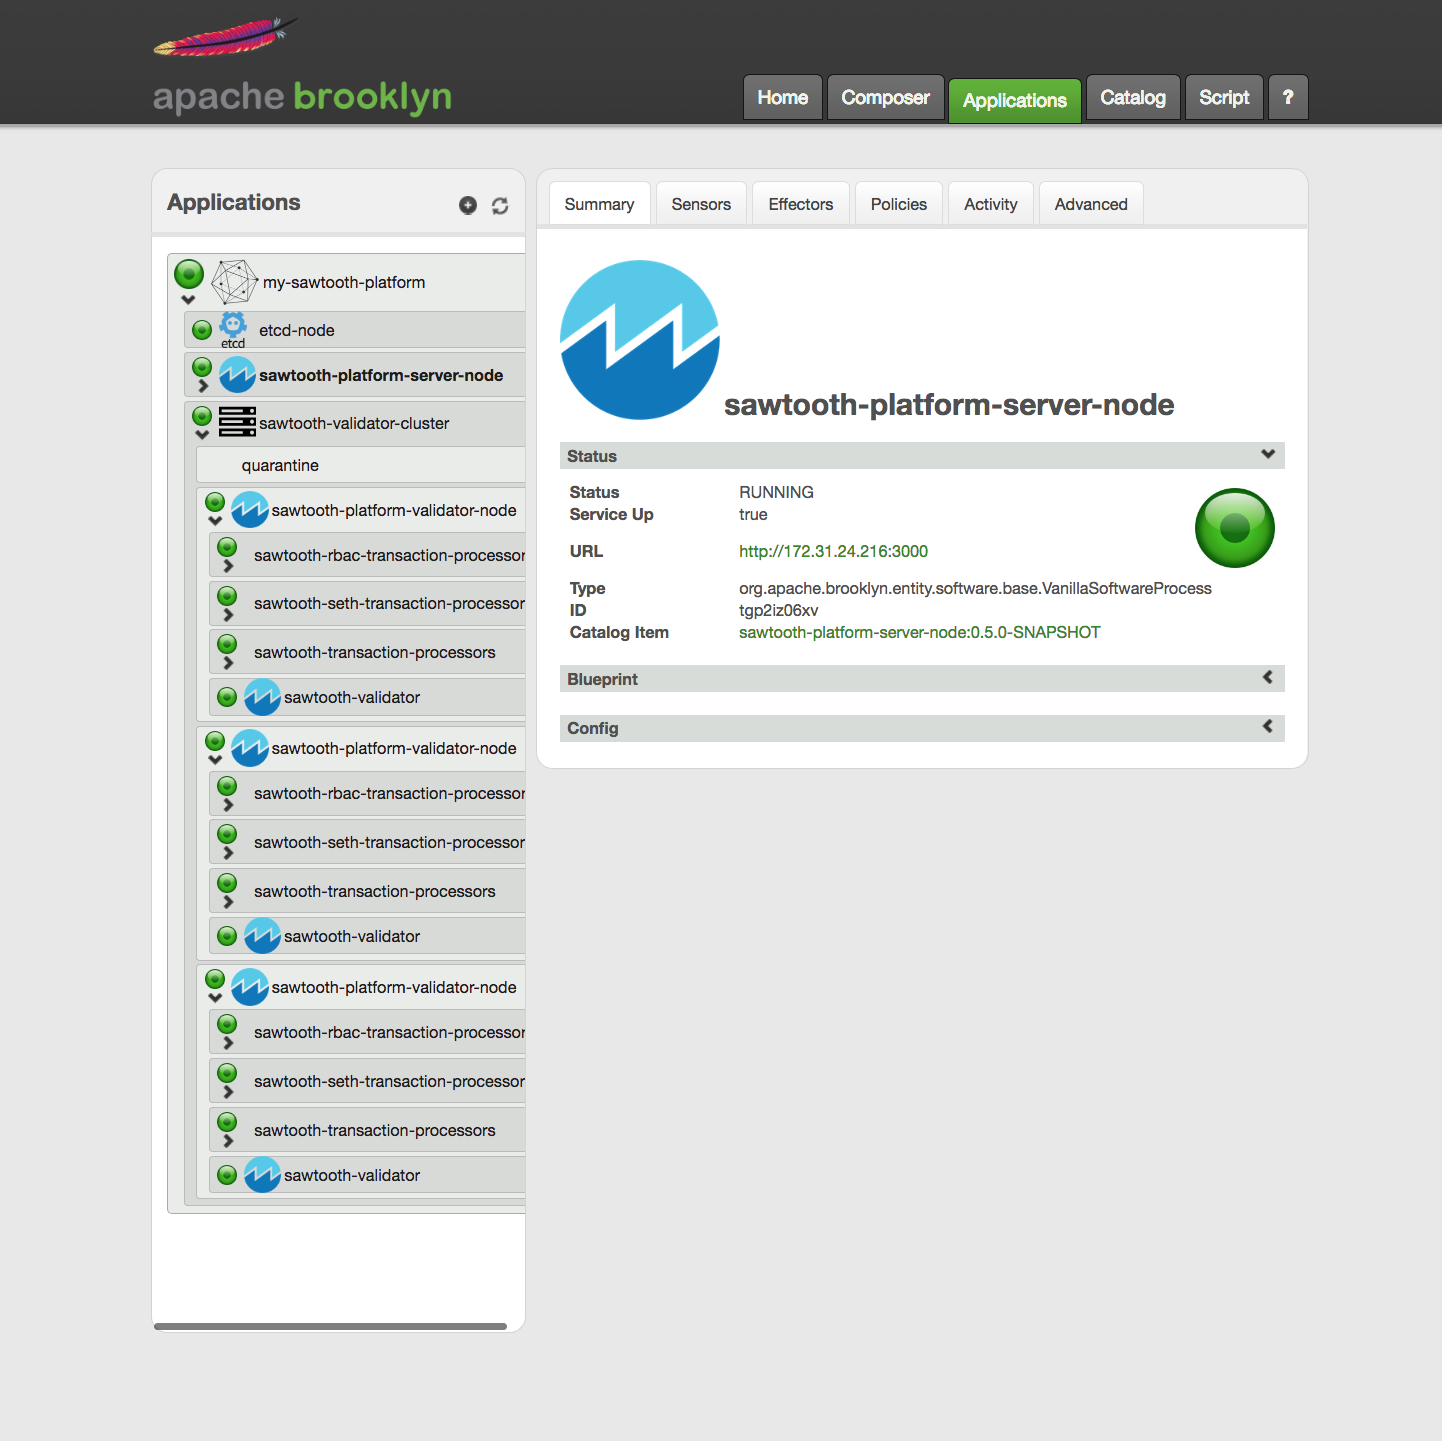 apache brooklyn
Home Composer Applications Catalog Script ?
Applications
my-sawtooth-platform
etcd
etcd-node
sawtooth-platform-server-node
sawtooth-validator-cluster
quarantine
sawtooth-platform-validator-node
sawtooth-rbac-transaction-processor
sawtooth-seth-transaction-processor
sawtooth-transaction-processors
sawtooth-validator
sawtooth-platform-validator-node
sawtooth-rbac-transaction-processor
sawtooth-seth-transaction-processor
sawtooth-transaction-processors
sawtooth-validator
sawtooth-platform-validator-node
sawtooth-rbac-transaction-processor
sawtooth-seth-transaction-processor
sawtooth-transaction-processors
sawtooth-validator
Summary Sensors Effectors Policies Activity Advanced
sawtooth-platform-server-node
Status
Status RUNNING
Service Up true
URL http://172.31.24.216:3000
Type org.apache.brooklyn.entity.software.base.VanillaSoftwareProcess
ID tgp2iz06xv
Catalog Item sawtooth-platform-server-node:0.5.0-SNAPSHOT
Blueprint
Config